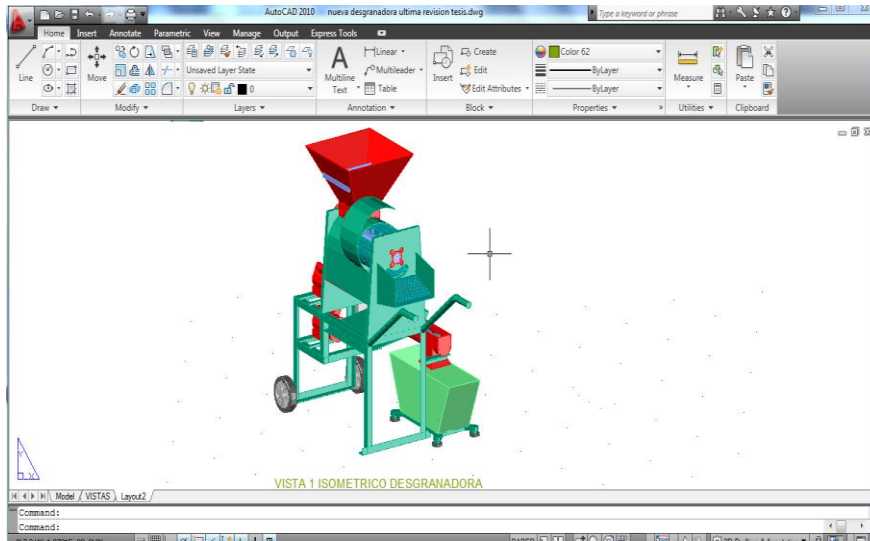 AutoCAD 2010 nueva desgranadora ultima revision tesis.dwg
Type a keyword or phrase
Home Insert Annotate Parametric View Manage Output Express Tools
Line
Move
Unsaved Layer State
0
Multiline
Text
Linear
Multileader
Table
Insert
Create
Edit
Edit Attributes
Color 62
ByLayer
ByLayer
Measure
Paste
Draw Modify Layers Annotation Block Properties Utilities Clipboard
VISTA 1 ISOMETRICO DESGRANADORA
Model VISTAS Layout2
Command:
Command: